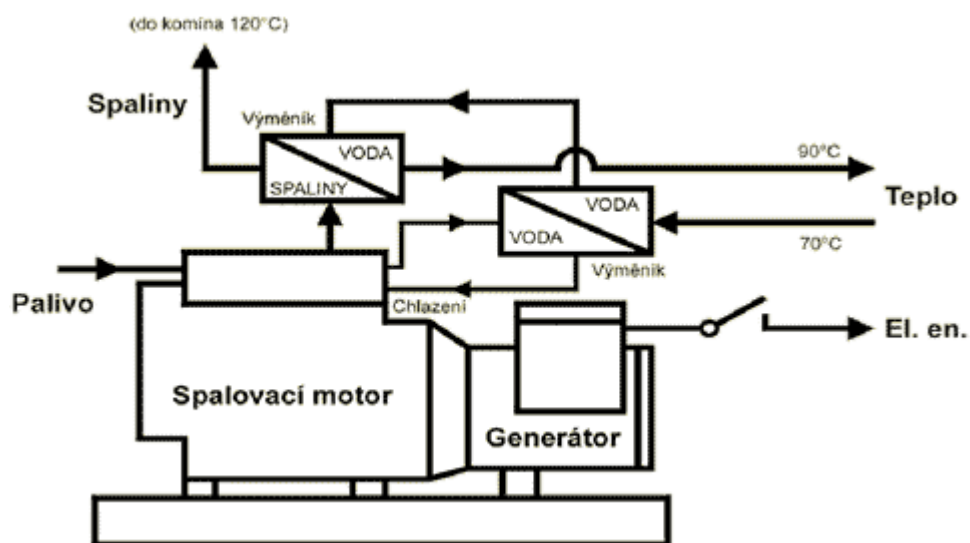 (do komína 120°C)
Spaliny
Výměník
VODA
SPALINY
90°C
Teplo
VODA
VODA
70°C
Výměník
Palivo
Chlazení
El. en.
Spalovací motor
Generátor